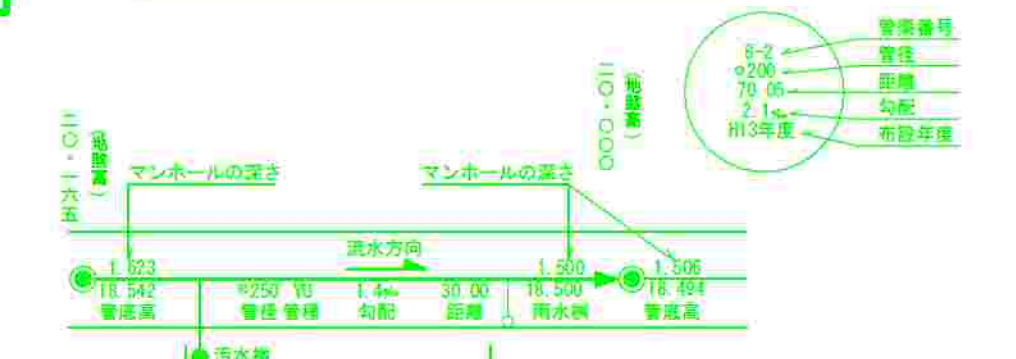 管渠番号
管径
距離
勾配
布設年度
6-2
○200
70.05
2.1‰
H13年度
二〇・〇〇〇
(地盤高)
二〇・一六五
(地盤高)
マンホールの深さ
マンホールの深さ
流水方向
1.623
1.500
1.506
18.542
○250 VU 1.4‰ 30.00
18.500
18.494
管底高
管径 管種 勾配 距離
雨水桝
管底高
汚水桝